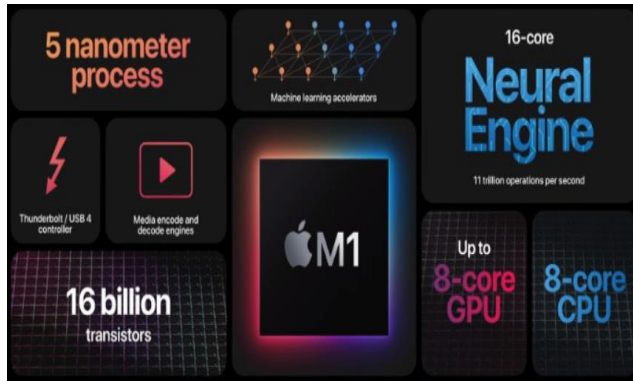 5 nanometer
process
Machine learning accelerators
16-core
Neural
Engine
11 trillion operations per second
Thunderbolt / USB 4
controller
Media encode and
decode engines
M1
Up to
8-core
GPU
8-core
CPU
16 billion
transistors